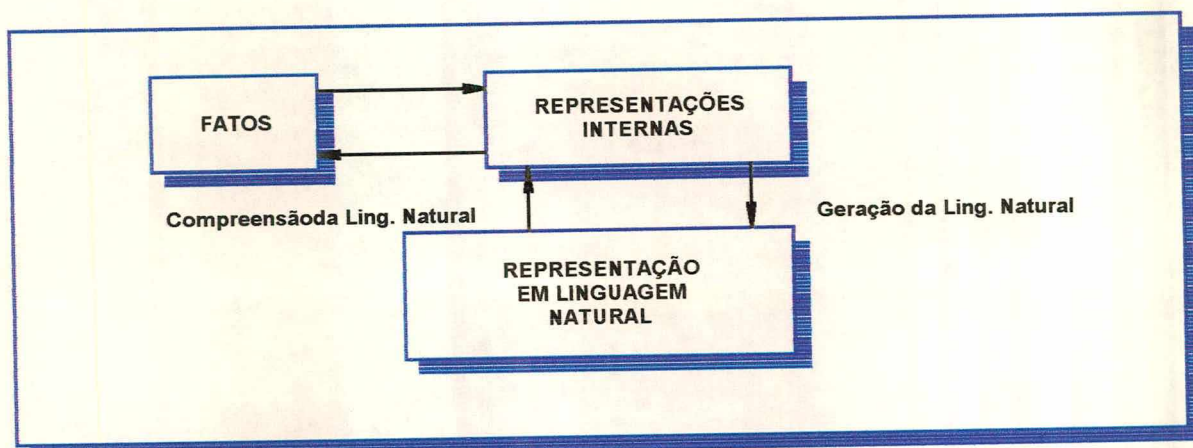 FATOS
REPRESENTAÇÕES
INTERNAS
Compreensãoda Ling. Natural
Geração da Ling. Natural
REPRESENTAÇÃO
EM LINGUAGEM
NATURAL